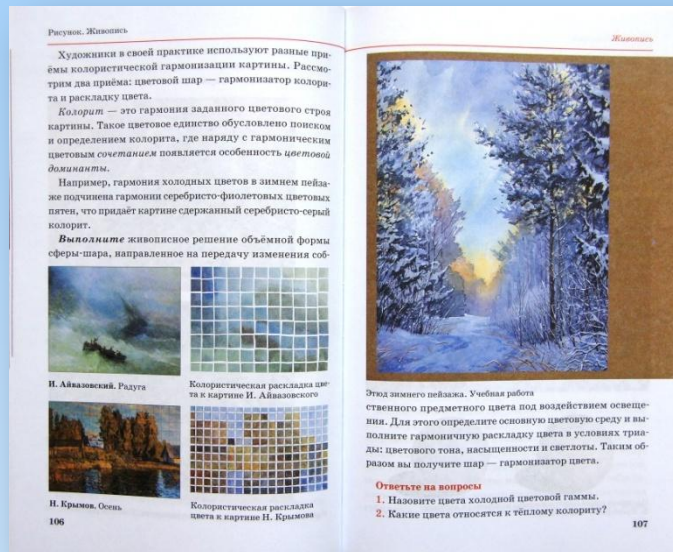 Рисунок. Живопись
Художники в своей практике используют разные при-
ёмы колористической гармонизации картины. Рассмо-
трим два приёма: цветовой шар — гармонизатор колори-
та и раскладку цвета.
Колорит — это гармония заданного цветового строя
картины. Такое цветовое единство обусловлено поиском
и определением колорита, где наряду с гармоническим
цветовым сочетанием появляется особенность цветовой
доминанты.
Например, гармония холодных цветов в зимнем пейза-
же подчинена гармонии серебристо-фиолетовых цветовых
пятен, что придаёт картине сдержанный серебристо-серый
колорит.
Выполните живописное решение объёмной формы
сферы-шара, направленное на передачу изменения соб-
И. Айвазовский. Радуга
Колористическая раскладка цве-
та к картине И. Айвазовского
Н. Крымов. Осень
Колористическая раскладка
цвета к картине Н. Крымова
106
Живопись
Этюд зимнего пейзажа. Учебная работа
ственного предметного цвета под воздействием освеще-
ния. Для этого определите основную цветовую среду и вы-
полните гармоничную раскладку цвета в условиях триа-
ды: цветового тона, насыщенности и светлоты. Таким об-
разом вы получите шар — гармонизатор цвета.
Ответьте на вопросы
1. Назовите цвета холодной цветовой гаммы.
2. Какие цвета относятся к тёплому колориту?
107